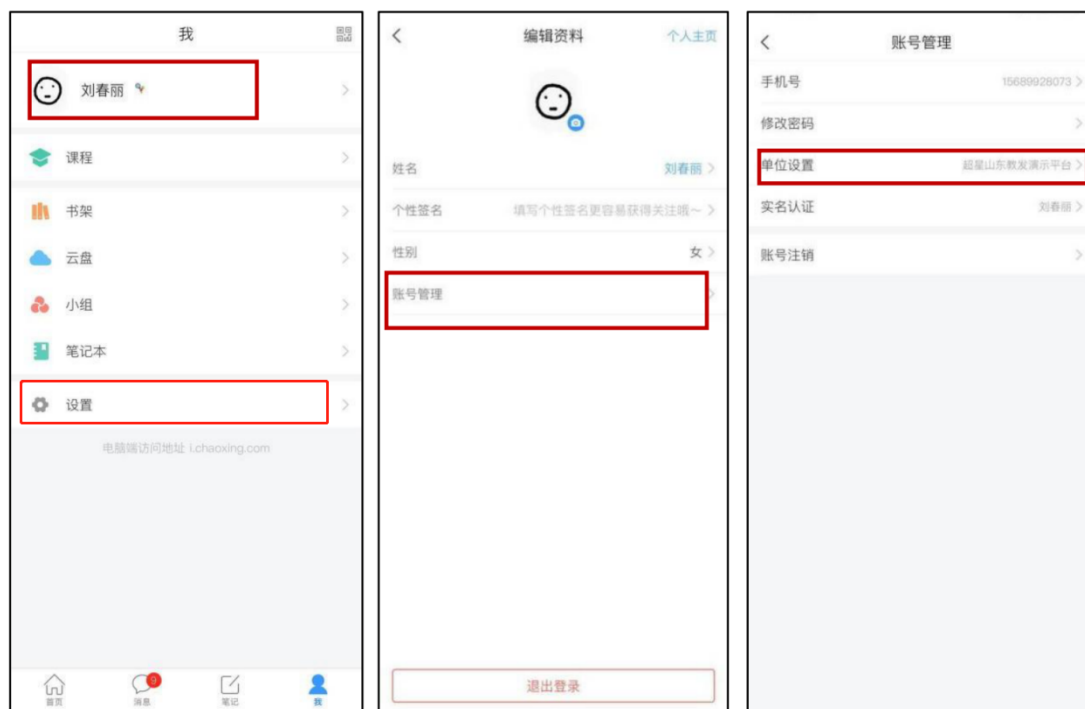 我
刘春丽
课程
书架
云盘
小组
笔记本
设置
电脑端访问地址 i.chaoxing.com
首页
9
消息
笔记
我
编辑资料
个人主页
姓名
刘春丽
个性签名
填写个性签名更容易获得关注哦~
性别
女
账号管理
退出登录
账号管理
手机号
15689928073
修改密码
单位设置
超星山东教发演示平台
实名认证
刘春丽
账号注销